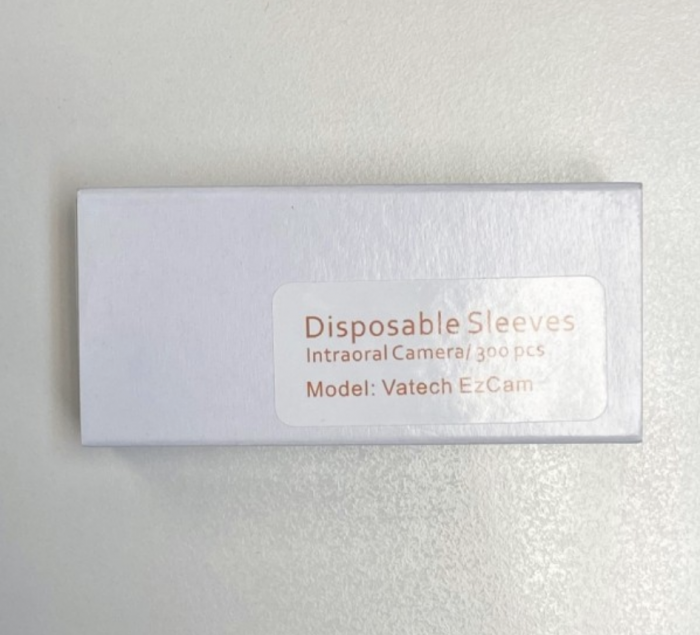 Disposable Sleeves
Intraoral Camera/ 300 pcs
Model: Vatech EzCam